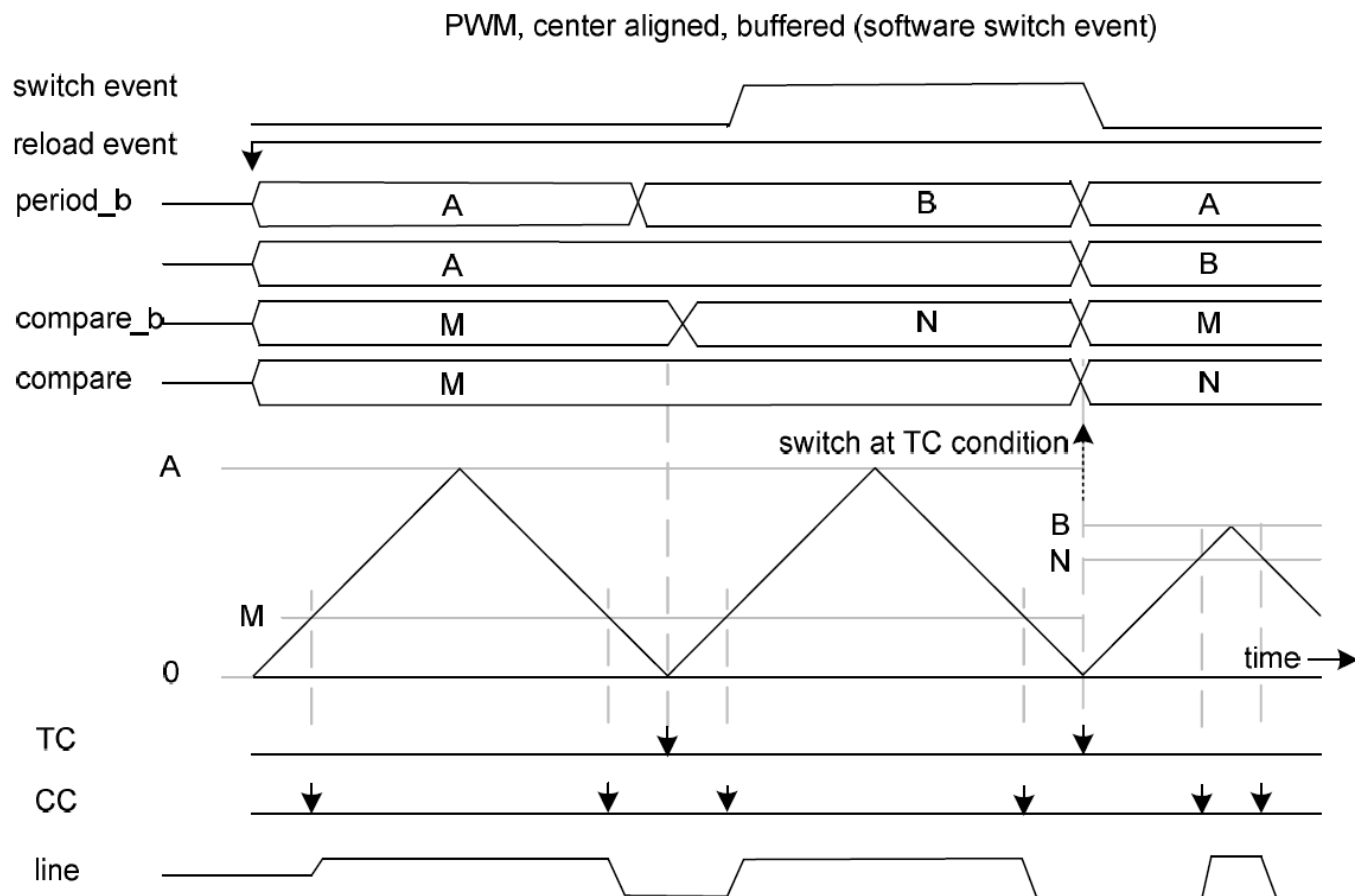 PWM, center aligned, buffered (software switch event)
switch event
reload event
period_b
A
B
A
A
B
compare_b
M
N
M
compare
M
N
switch at TC condition
A
B
N
M
0
time
TC
CC
line